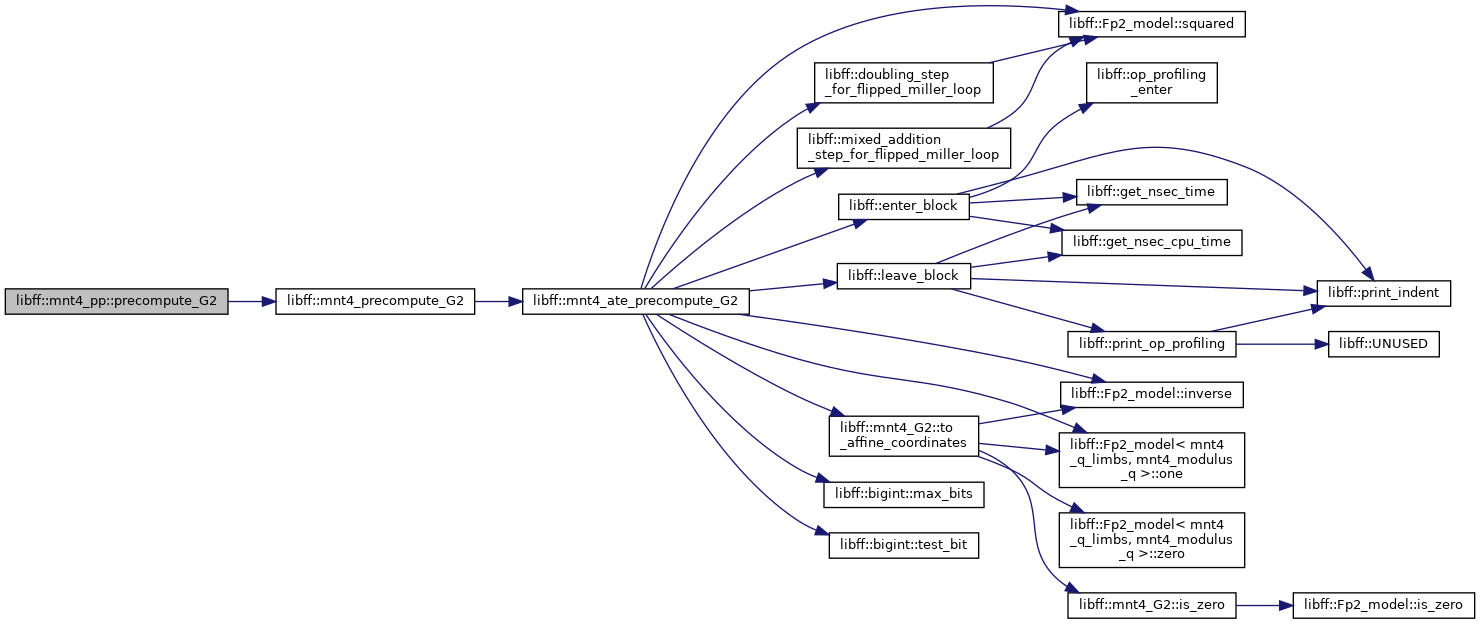 libff::mnt4_pp::precompute_G2
libff::mnt4_precompute_G2
libff::mnt4_ate_precompute_G2
libff::Fp2_model::squared
libff::doubling_step
_for_flipped_miller_loop
libff::op_profiling
_enter
libff::mixed_addition
_step_for_flipped_miller_loop
libff::enter_block
libff::get_nsec_time
libff::get_nsec_cpu_time
libff::leave_block
libff::print_indent
libff::print_op_profiling
libff::UNUSED
libff::Fp2_model::inverse
libff::mnt4_G2::to
_affine_coordinates
libff::Fp2_model< mnt4
_q_limbs, mnt4_modulus
_q >::one
libff::bigint::max_bits
libff::Fp2_model< mnt4
_q_limbs, mnt4_modulus
_q >::zero
libff::bigint::test_bit
libff::mnt4_G2::is_zero
libff::Fp2_model::is_zero